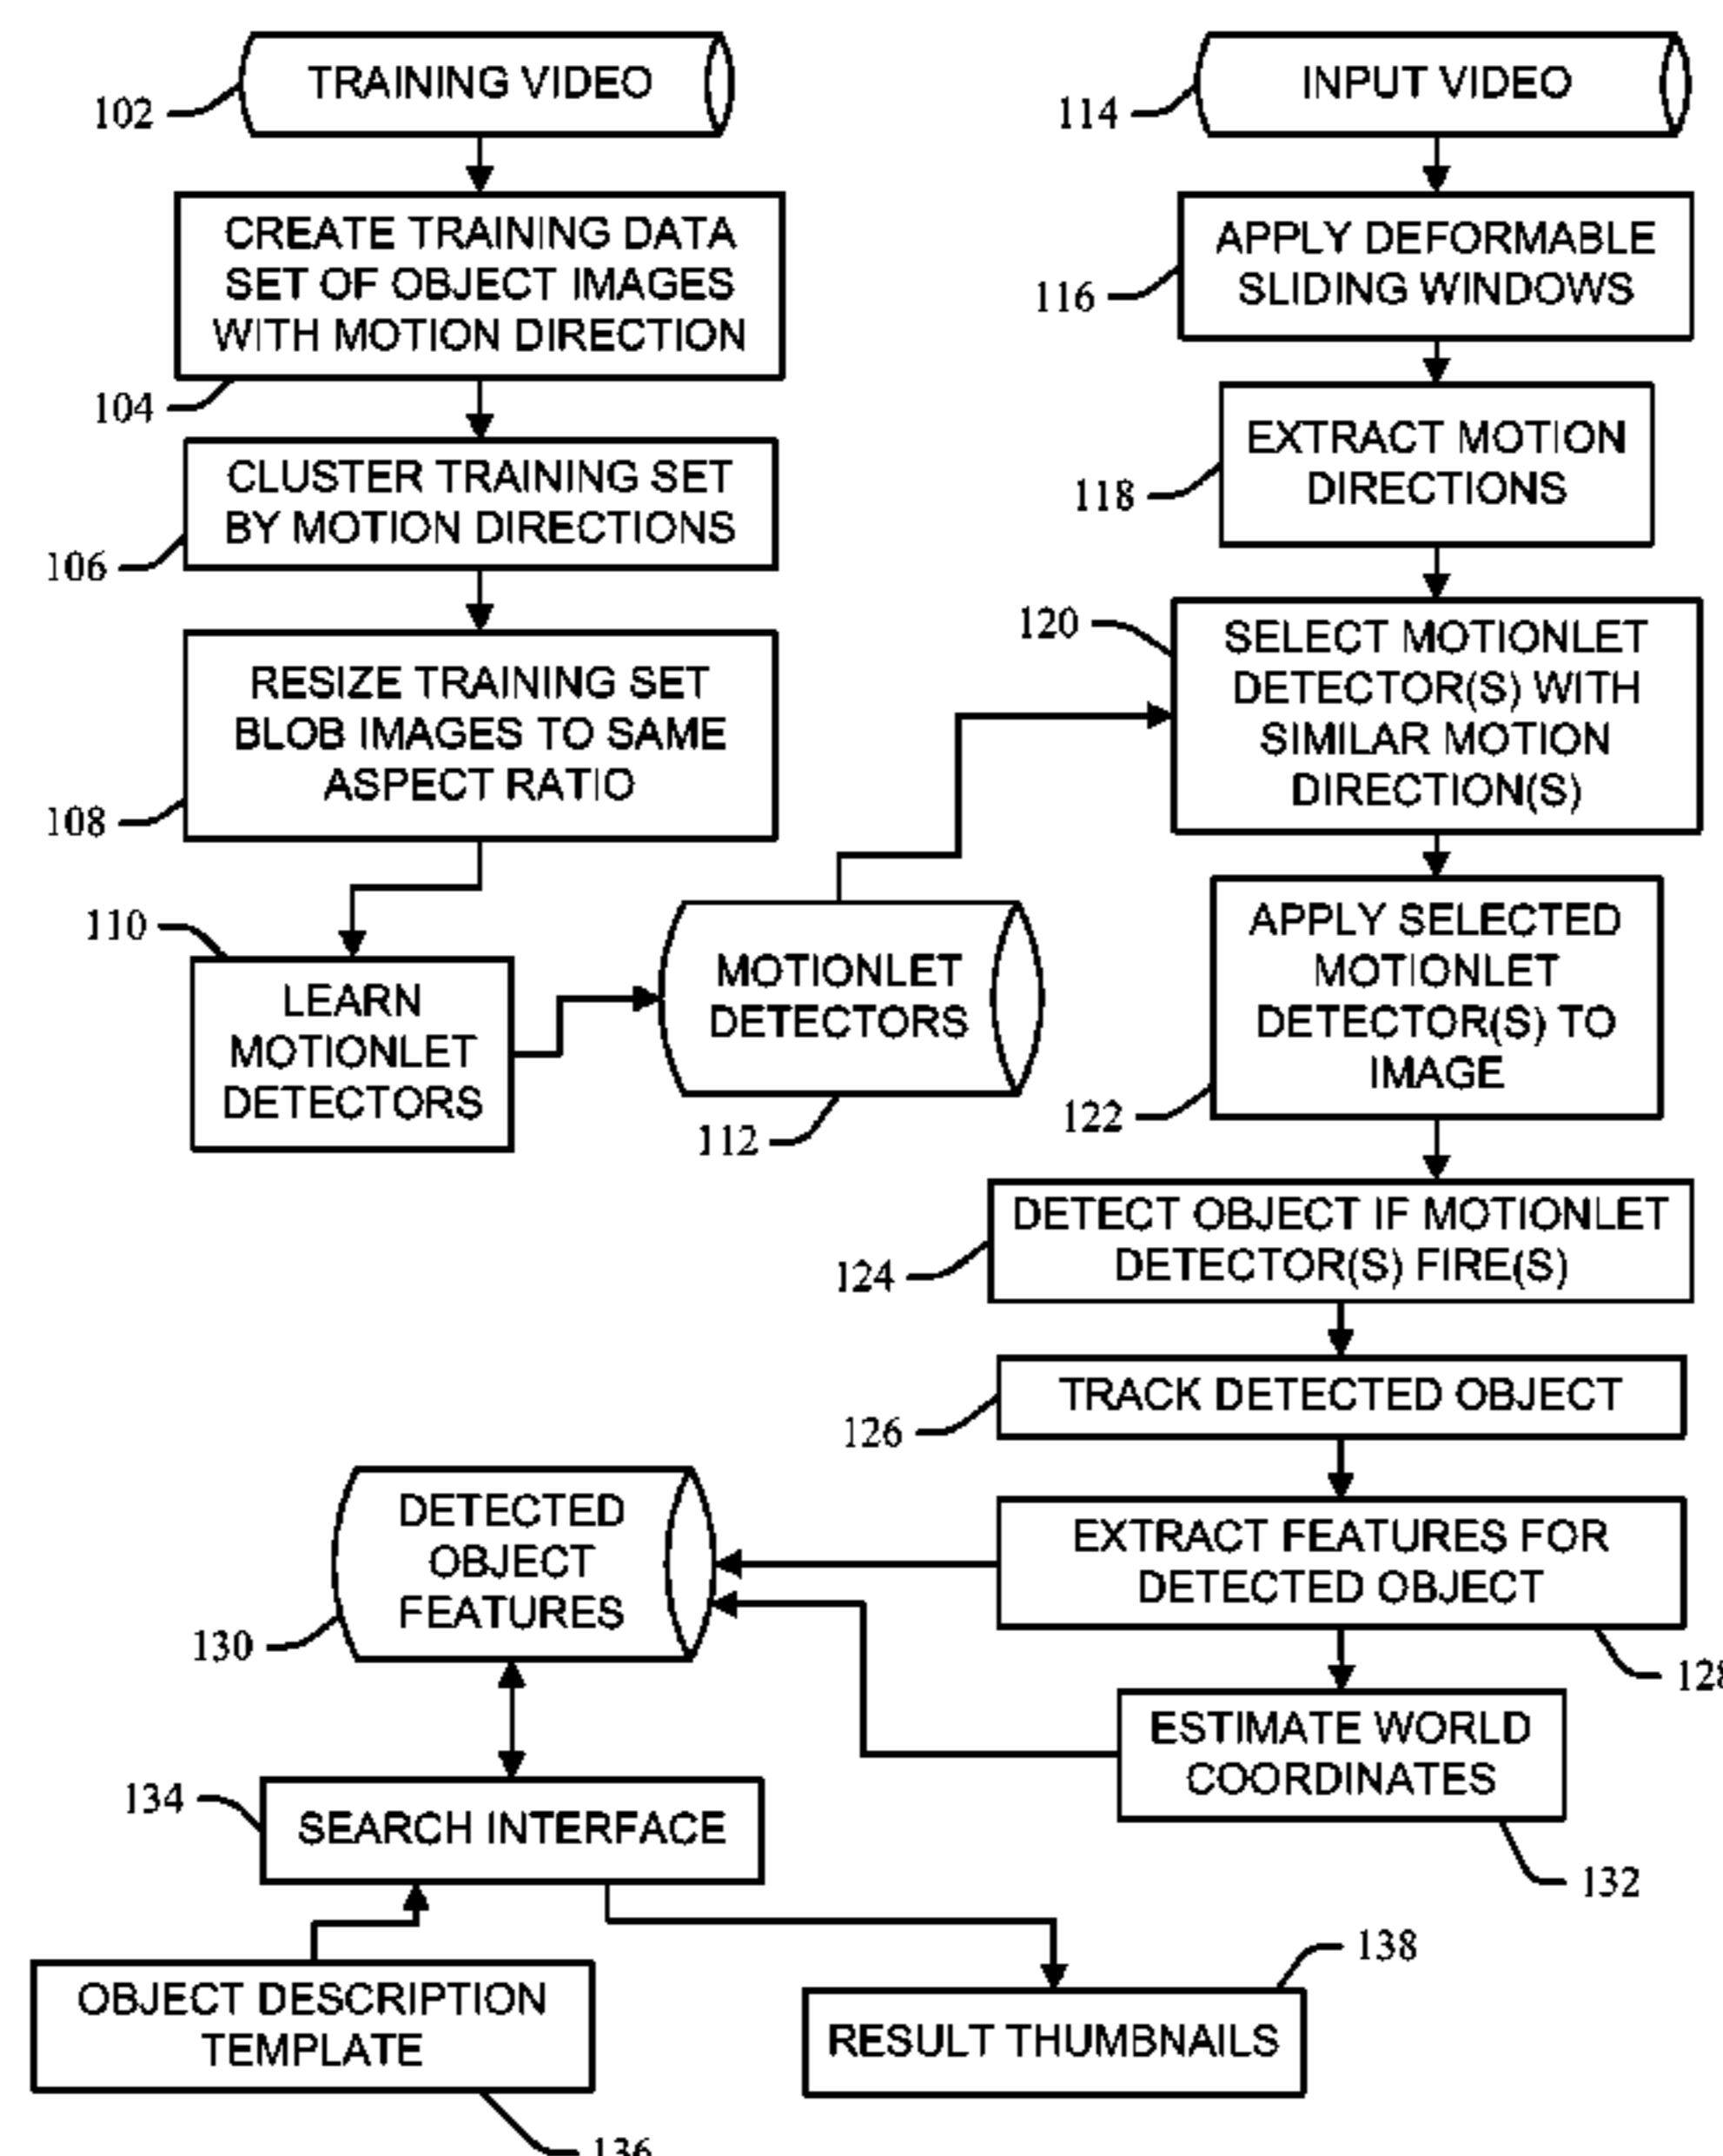 TRAINING VIDEO
102
CREATE TRAINING DATA
SET OF OBJECT IMAGES
WITH MOTION DIRECTION
104
CLUSTER TRAINING SET
BY MOTION DIRECTIONS
106
RESIZE TRAINING SET
BLOB IMAGES TO SAME
ASPECT RATIO
108
110
LEARN
MOTIONLET
DETECTORS
MOTIONLET
DETECTORS
112
INPUT VIDEO
114
APPLY DEFORMABLE
SLIDING WINDOWS
116
EXTRACT MOTION
DIRECTIONS
118
120
SELECT MOTIONLET
DETECTOR(S) WITH
SIMILAR MOTION
DIRECTION(S)
APPLY SELECTED
MOTIONLET
DETECTOR(S) TO
IMAGE
122
DETECT OBJECT IF MOTIONLET
DETECTOR(S) FIRE(S)
124
TRACK DETECTED OBJECT
126
EXTRACT FEATURES FOR
DETECTED OBJECT
128
DETECTED
OBJECT
FEATURES
130
ESTIMATE WORLD
COORDINATES
132
134
SEARCH INTERFACE
OBJECT DESCRIPTION
TEMPLATE
136
138
RESULT THUMBNAILS